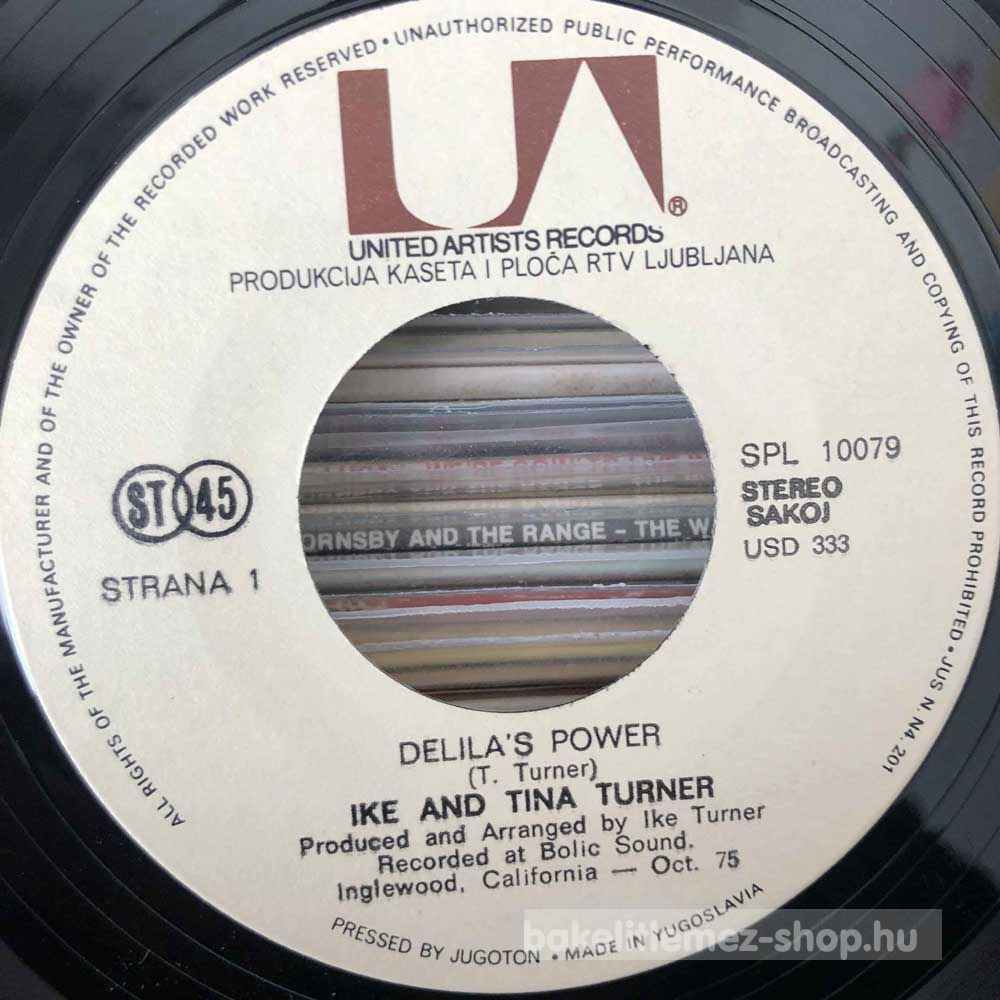 ALL RIGHTS OF THE MANUFACTURER AND OF THE OWNER OF THE RECORDED WORK RESERVED • UNAUTHORIZED PUBLIC PERFORMANCE BROADCASTING AND COPYING OF THIS RECORD PROHIBITED • JUS N. N4. 201
UA®
UNITED ARTISTS RECORDS
PRODUKCIJA KASETA I PLOČA RTV LJUBLJANA
ST 45
STRANA 1
SPL 10079
STEREO
SAKOJ
USD 333
ORNSBY AND THE RANGE - THE WA
DELILA'S POWER
(T. Turner)
IKE AND TINA TURNER
Produced and Arranged by Ike Turner
Recorded at Bolic Sound.
Inglewood, California — Oct. 75
PRESSED BY JUGOTON • MADE IN YUGOSLAVIA
bakelitlemez-shop.hu